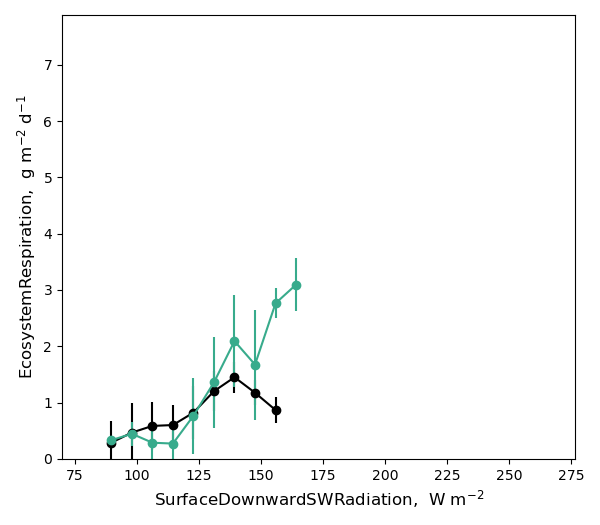 7
6
5
4
3
2
1
0
EcosystemRespiration,  g m⁻² d⁻¹
75 100 125 150 175 200 225 250 275
SurfaceDownwardSWRadiation,  W m⁻²